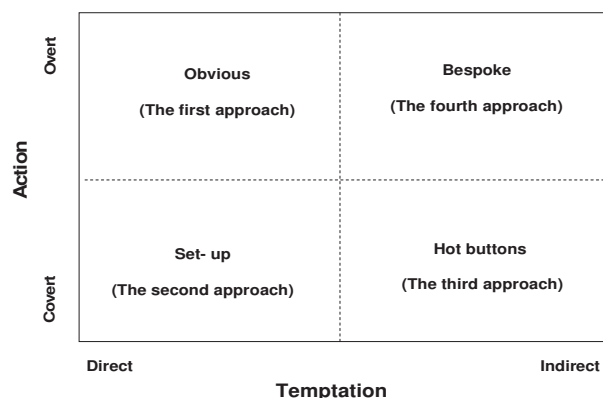 Overt
Obvious
(The first approach)
Bespoke
(The fourth approach)
Action
Set- up
(The second approach)
Hot buttons
(The third approach)
Covert
Direct
Indirect
Temptation